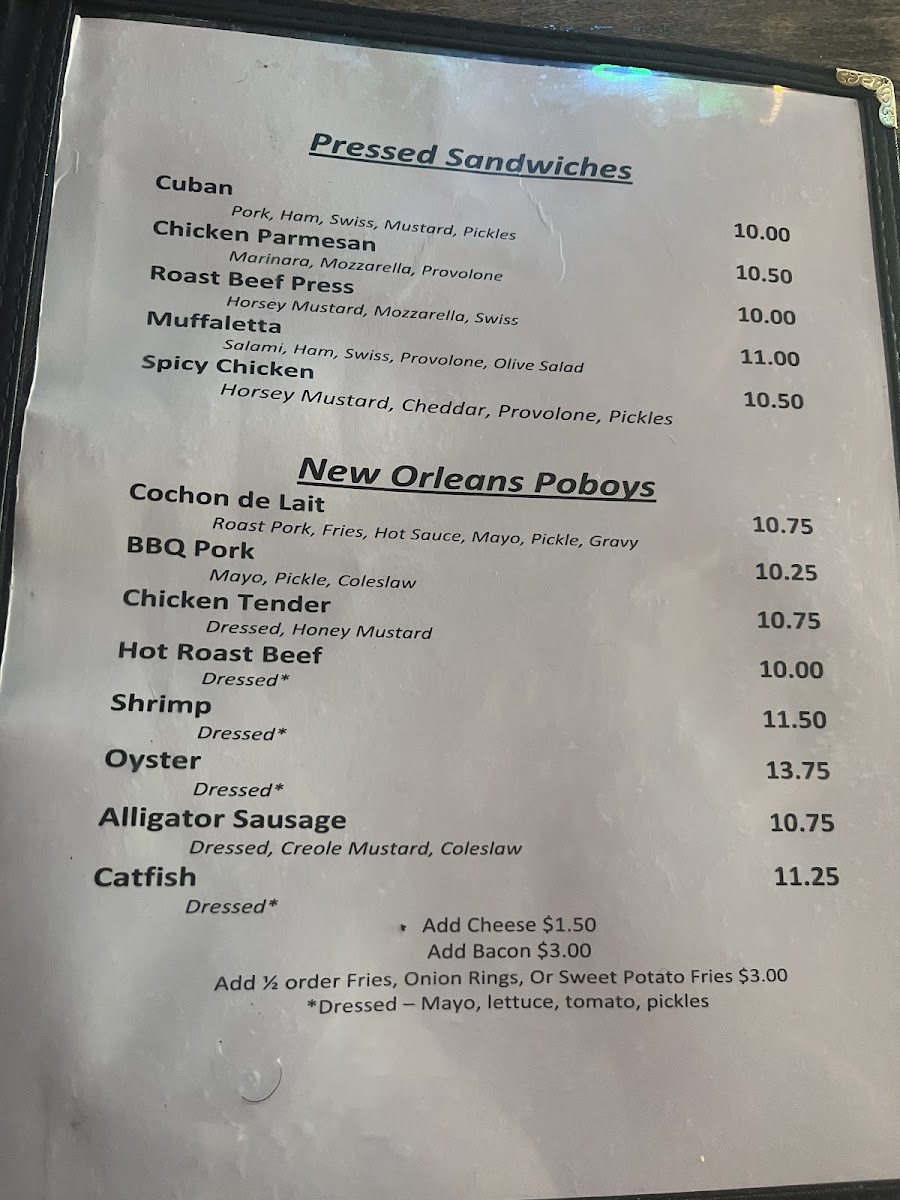 Pressed Sandwiches
Cuban 10.00
Pork, Ham, Swiss, Mustard, Pickles
Chicken Parmesan 10.50
Marinara, Mozzarella, Provolone
Roast Beef Press 10.00
Horsey Mustard, Mozzarella, Swiss
Muffaletta 11.00
Salami, Ham, Swiss, Provolone, Olive Salad
Spicy Chicken 10.50
Horsey Mustard, Cheddar, Provolone, Pickles
New Orleans Poboys
Cochon de Lait 10.75
Roast Pork, Fries, Hot Sauce, Mayo, Pickle, Gravy
BBQ Pork 10.25
Mayo, Pickle, Coleslaw
Chicken Tender 10.75
Dressed, Honey Mustard
Hot Roast Beef 10.00
Dressed*
Shrimp 11.50
Dressed*
Oyster 13.75
Dressed*
Alligator Sausage 10.75
Dressed, Creole Mustard, Coleslaw
Catfish 11.25
Dressed*
Add Cheese $1.50
Add Bacon $3.00
Add ½ order Fries, Onion Rings, Or Sweet Potato Fries $3.00
*Dressed – Mayo, lettuce, tomato, pickles